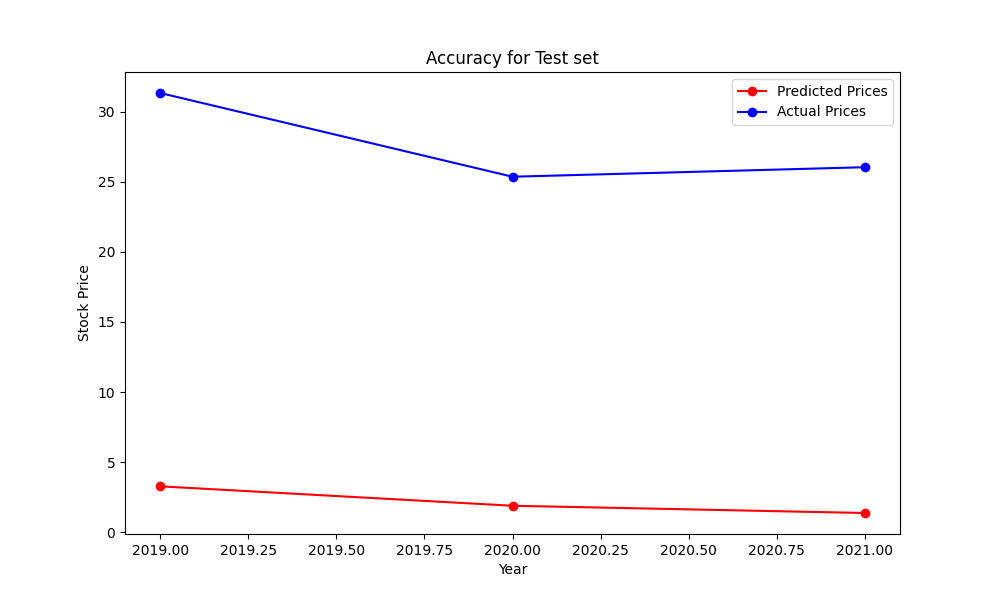 Accuracy for Test set
Predicted Prices
Actual Prices
30
25
20
15
10
5
0
Stock Price
2019.00 2019.25 2019.50 2019.75 2020.00 2020.25 2020.50 2020.75 2021.00
Year